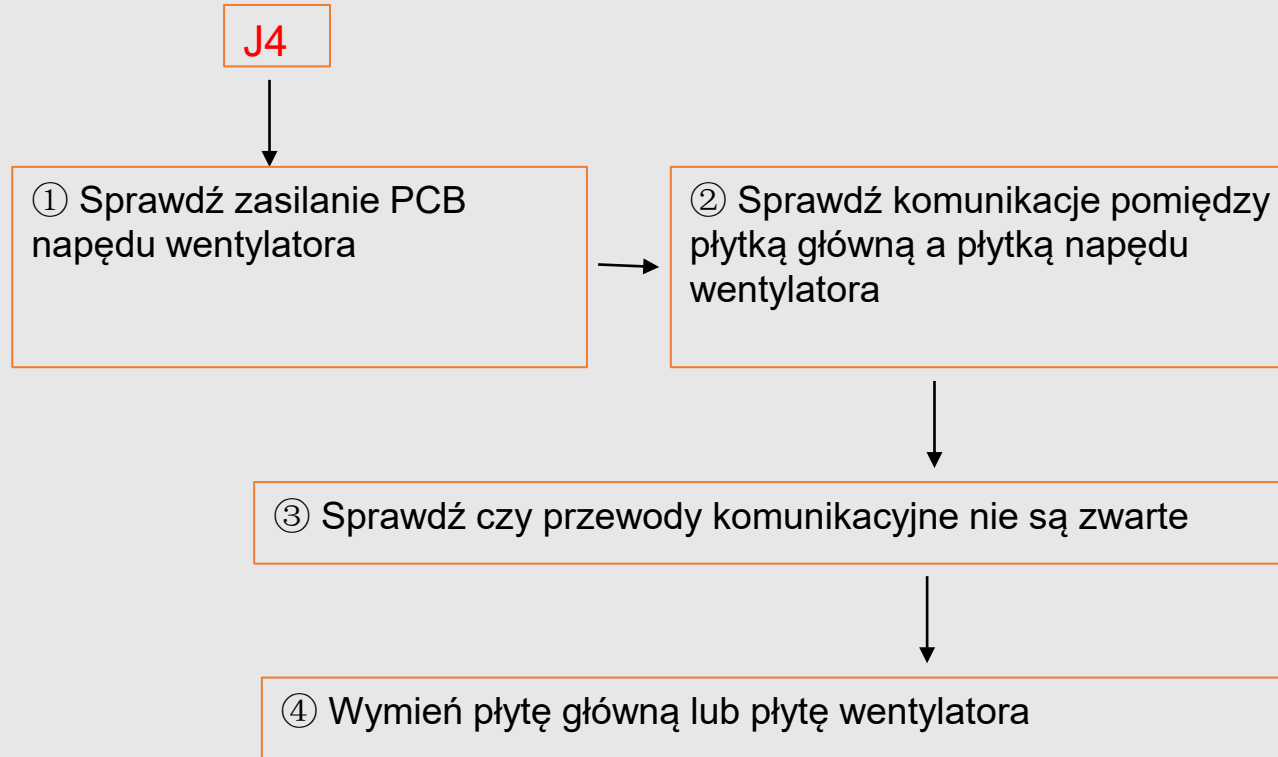 J4
① Sprawdź zasilanie PCB
napędu wentylatora
② Sprawdź komunikacje pomiędzy
płytką główną a płytką napędu
wentylatora
③ Sprawdź czy przewody komunikacyjne nie są zwarte
④ Wymień płytę główną lub płytę wentylatora